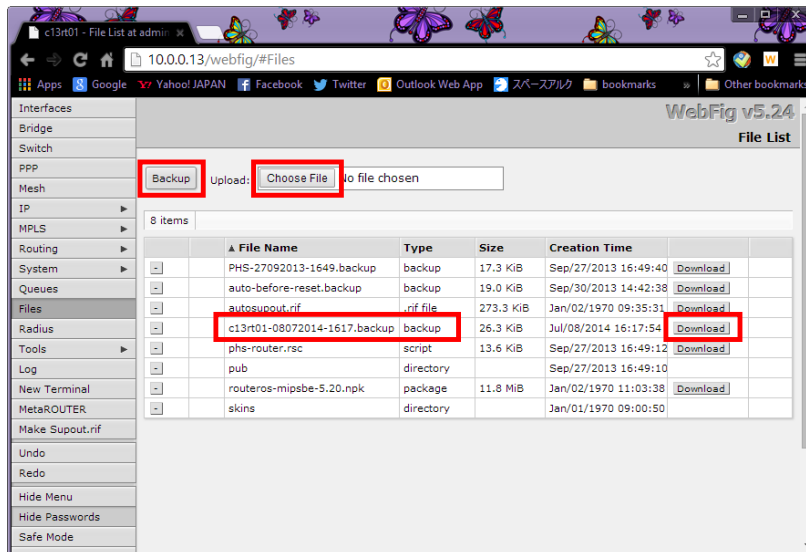 c13rt01 - File List at admin
10.0.0.13/webfig/#Files
Apps Google Yahoo! JAPAN Facebook Twitter Outlook Web App スペースアルク bookmarks » Other bookmarks
WebFig v5.24
File List
Interfaces
Bridge
Switch
PPP
Mesh
IP
MPLS
Routing
System
Queues
Files
Radius
Tools
Log
New Terminal
MetaROUTER
Make Supout.rif
Undo
Redo
Hide Menu
Hide Passwords
Safe Mode
Backup Upload: Choose File No file chosen
8 items
▲ File Name Type Size Creation Time
- PHS-27092013-1649.backup backup 17.3 KiB Sep/27/2013 16:49:40 Download
- auto-before-reset.backup backup 19.0 KiB Sep/30/2013 14:42:38 Download
- autosupout.rif .rif file 273.3 KiB Jan/02/1970 09:35:31 Download
- c13rt01-08072014-1617.backup backup 26.3 KiB Jul/08/2014 16:17:54 Download
- phs-router.rsc script 13.6 KiB Sep/27/2013 16:49:12 Download
- pub directory Sep/27/2013 16:49:10
- routeros-mipsbe-5.20.npk package 11.8 MiB Jan/02/1970 11:03:38 Download
- skins directory Jan/01/1970 09:00:50